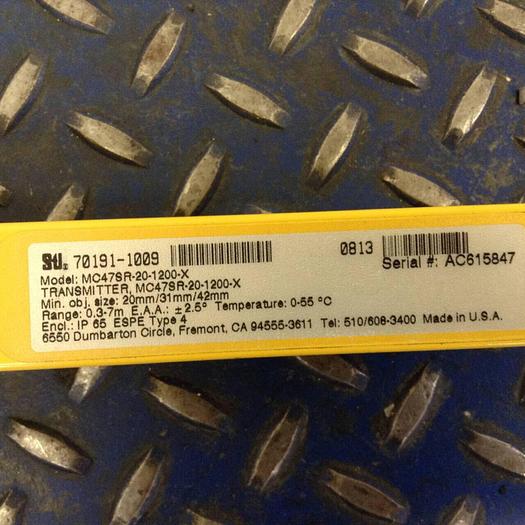 StI. 70191-1009 0813
Serial #: AC615847
Model: MC47SR-20-1200-X
TRANSMITTER, MC47SR-20-1200-X
Min. obj. size: 20mm/31mm/42mm
Range: 0.3-7m E.A.A.: ± 2.5° Temperature: 0-55 °C
Encl.: IP 65 ESPE Type 4
6550 Dumbarton Circle, Fremont, CA 94555-3611 Tel: 510/608-3400 Made in U.S.A.